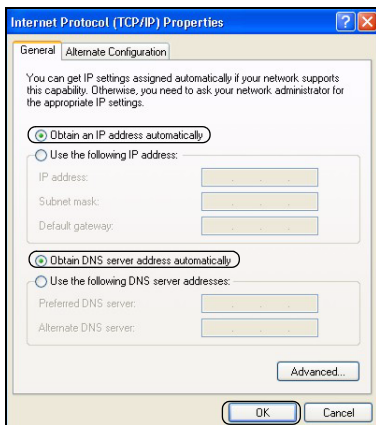 Internet Protocol (TCP/IP) Properties
General
Alternate Configuration
You can get IP settings assigned automatically if your network supports
this capability. Otherwise, you need to ask your network administrator for
the appropriate IP settings.
Obtain an IP address automatically
Use the following IP address:
IP address:
Subnet mask:
Default gateway:
Obtain DNS server address automatically
Use the following DNS server addresses:
Preferred DNS server:
Alternate DNS server:
Advanced...
OK
Cancel